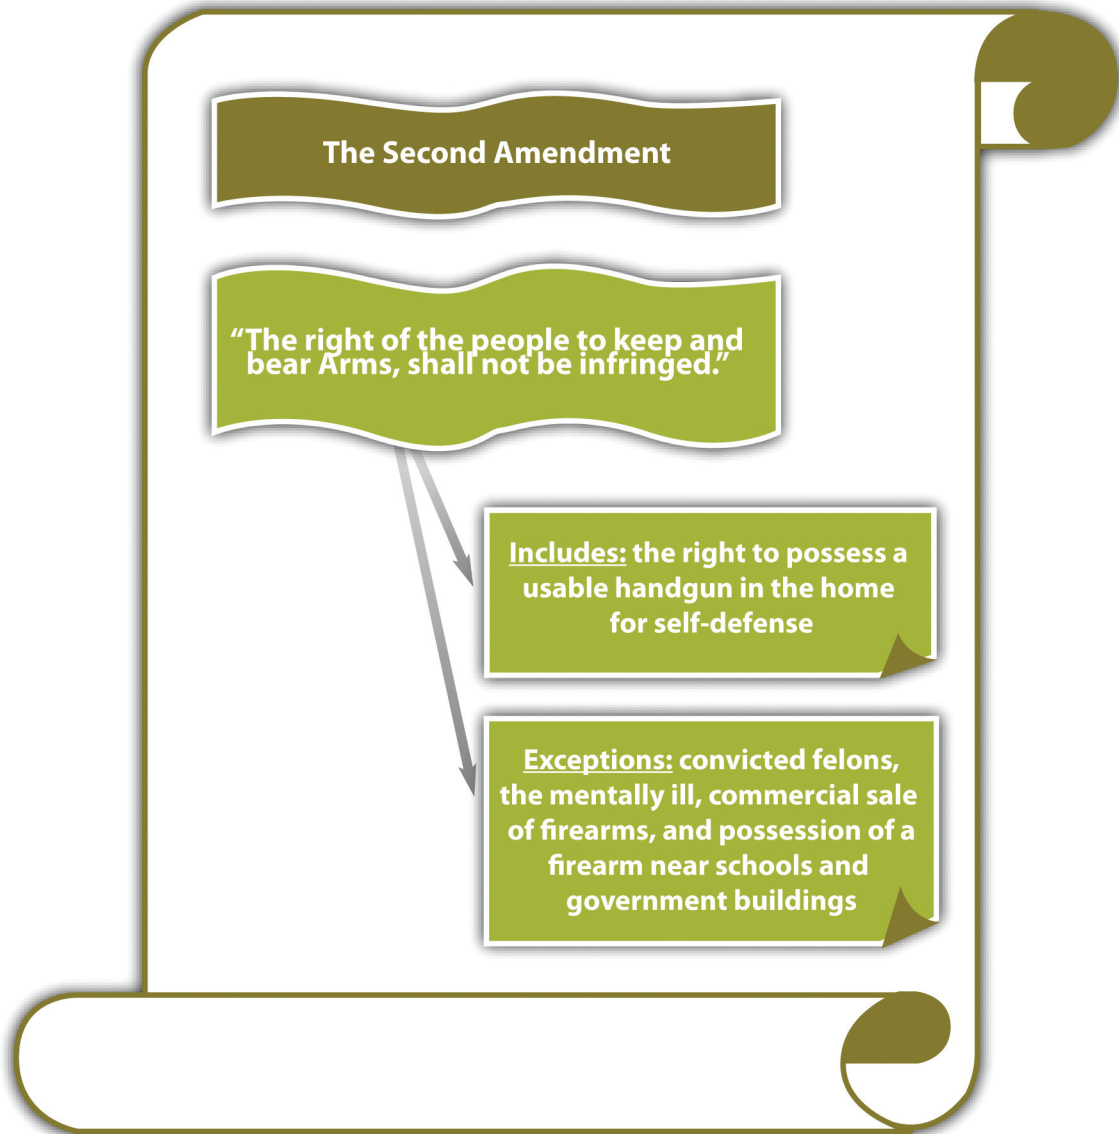 The Second Amendment
“The right of the people to keep and
bear Arms, shall not be infringed.”
Includes: the right to possess a
usable handgun in the home
for self-defense
Exceptions: convicted felons,
the mentally ill, commercial sale
of firearms, and possession of a
firearm near schools and
government buildings